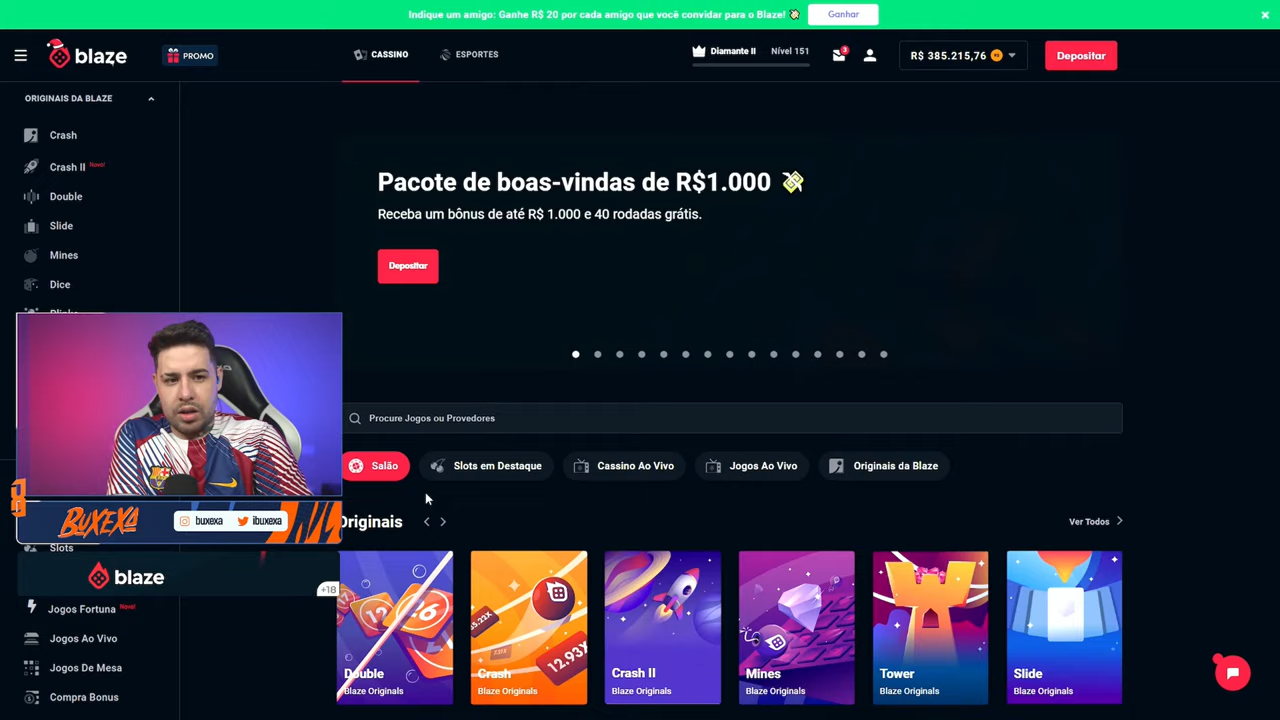 Indique um amigo: Ganhe R$ 20 por cada amigo que você convidar para o Blaze!
Ganhar
blaze
PROMO
CASSINO
ESPORTES
Diamante II
Nível 151
3
R$ 385.215,76
R$
Depositar
ORIGINAIS DA BLAZE
Crash
Crash II Novo!
Double
Slide
Mines
Dice
Pacote de boas-vindas de R$1.000
Receba um bônus de até R$ 1.000 e 40 rodadas grátis.
Depositar
Procure Jogos ou Provedores
Salão
Slots em Destaque
Cassino Ao Vivo
Jogos Ao Vivo
Originais da Blaze
Originais
Ver Todos
BUXEXA
buxexa
ibuxexa
Slots
blaze
+18
Jogos Fortuna Novo!
Jogos Ao Vivo
Jogos De Mesa
Compra Bonus
Double
Blaze Originals
Crash
Blaze Originals
12.93X
Crash II
Blaze Originals
Mines
Blaze Originals
Tower
Blaze Originals
Slide
Blaze Originals